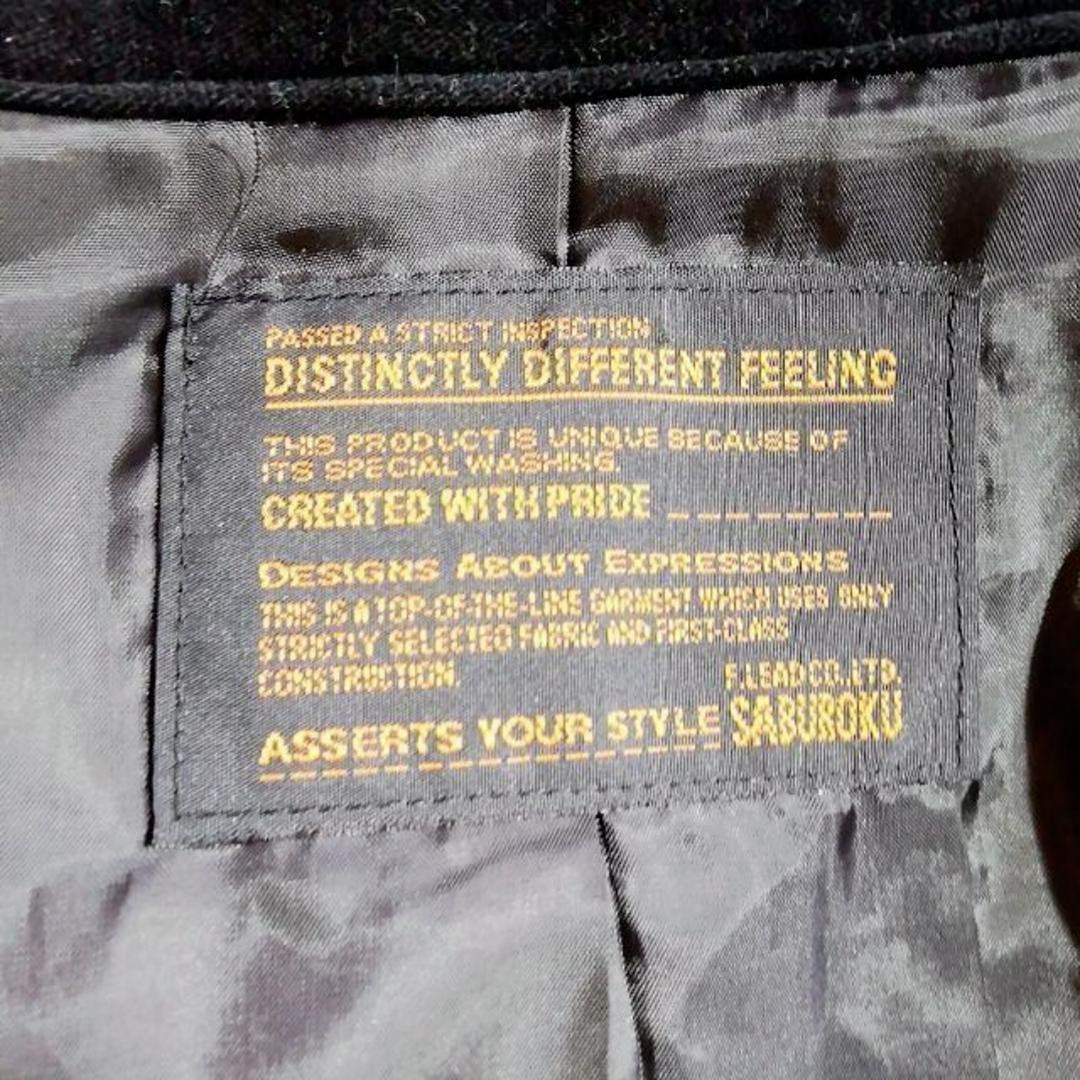 PASSED A STRICT INSPECTION
DISTINCTLY DIFFERENT FEELING
THIS PRODUCT IS UNIQUE BECAUSE OF
ITS SPECIAL WASHING.
CREATED WITH PRIDE
DESIGNS ABOUT EXPRESSIONS
THIS IS A TOP-OF-THE-LINE GARMENT WHICH USES ONLY
STRICTLY SELECTED FABRIC AND FIRST-CLASS
CONSTRUCTION.
F.LEAD CO.,LTD.
ASSERTS YOUR STYLE SABUROKU